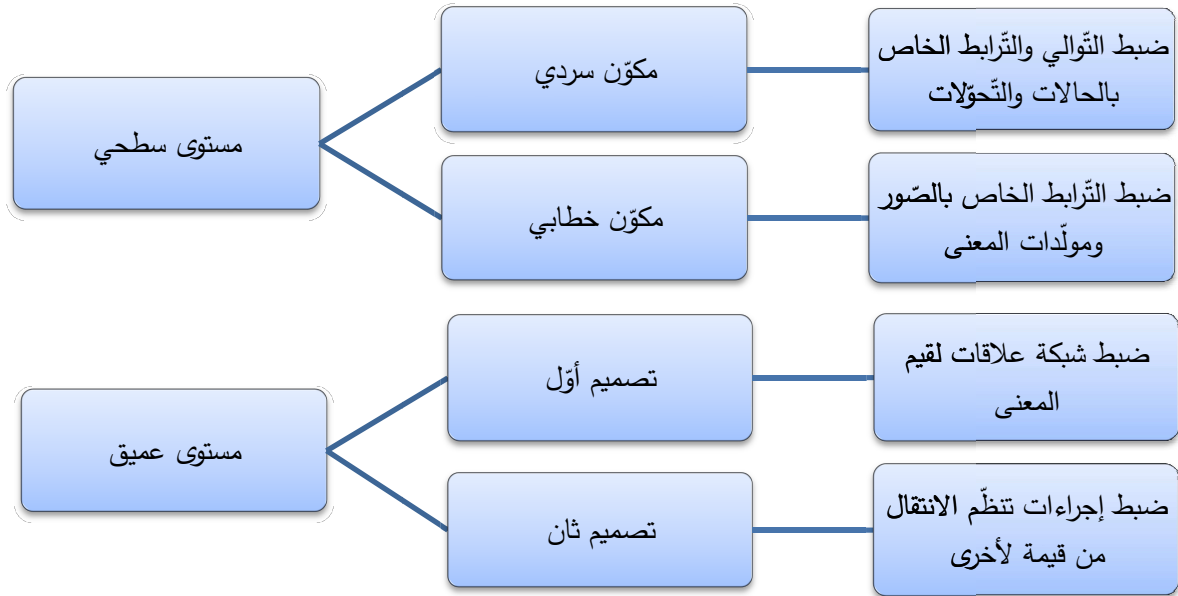 مستوى سطحي
مكوّن سردي
ضبط التّوالي والتّرابط الخاص
بالحالات والتّحوّلات
مكوّن خطابي
ضبط التّرابط الخاص بالصّور
ومولّدات المعنى
مستوى عميق
تصميم أوّل
ضبط شبكة علاقات لقيم
المعنى
تصميم ثان
ضبط إجراءات تنظّم الانتقال
من قيمة لأخرى